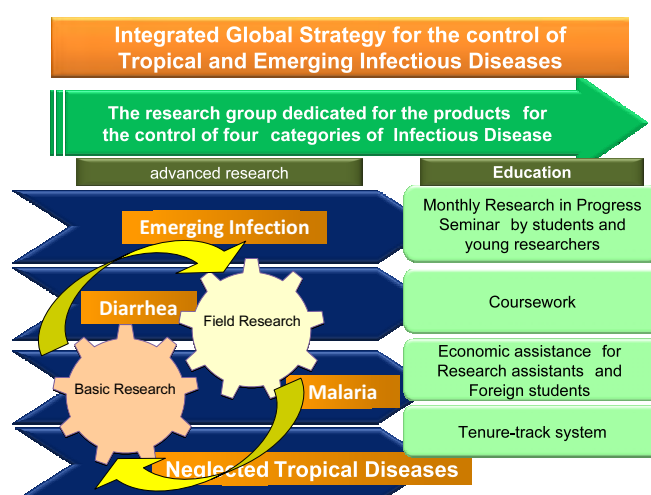 Integrated Global Strategy for the control of
Tropical and Emerging Infectious Diseases
The research group dedicated for the products for
the control of four categories of Infectious Disease
advanced research
Education
Emerging Infection
Monthly Research in Progress
Seminar by students and
young researchers
Diarrhea
Field Research
Coursework
Basic Research
Malaria
Economic assistance for
Research assistants and
Foreign students
Neglected Tropical Diseases
Tenure-track system